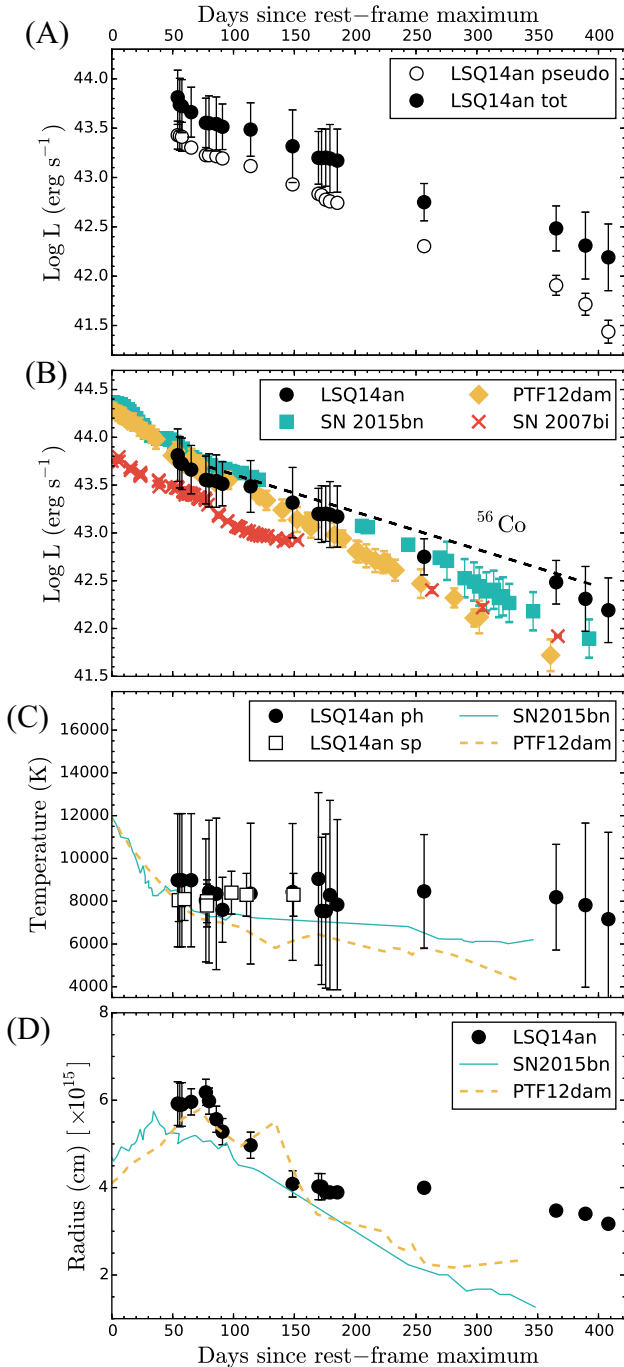 Days since rest−frame maximum
(A)
0 50 100 150 200 250 300 350 400
44.0
43.5
43.0
42.5
42.0
41.5
Log L (erg s⁻¹)
LSQ14an pseudo
LSQ14an tot
(B)
44.5
44.0
43.5
43.0
42.5
42.0
41.5
Log L (erg s⁻¹)
LSQ14an PTF12dam
SN 2015bn SN 2007bi
⁵⁶Co
(C)
16000
14000
12000
10000
8000
6000
4000
Temperature (K)
LSQ14an ph SN2015bn
LSQ14an sp PTF12dam
(D)
8
6
4
2
Radius (cm) [ ×10¹⁵]
LSQ14an
SN2015bn
PTF12dam
0 50 100 150 200 250 300 350 400
Days since rest−frame maximum